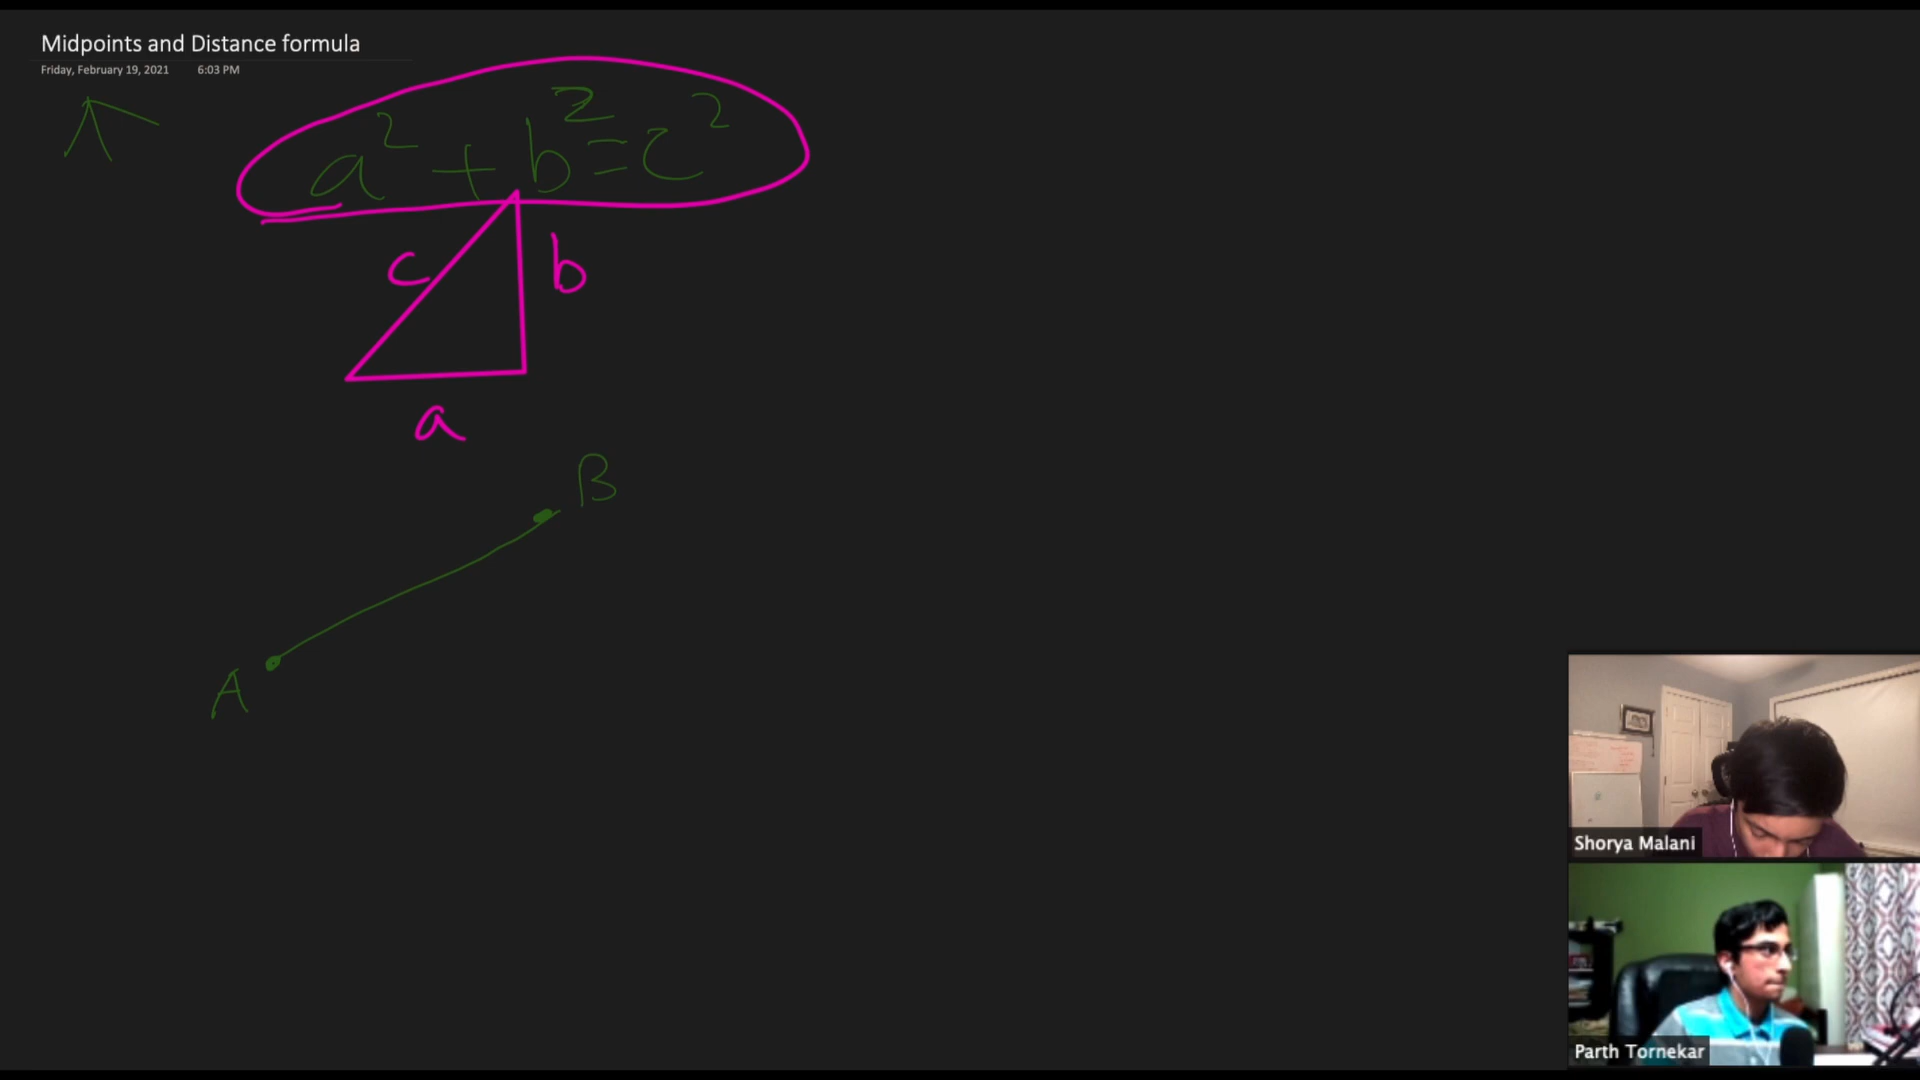 Midpoints and Distance formula
Friday, February 19, 2021 6:03 PM
a² + b² = c²
c
b
a
B
A
Shorya Malani
Parth Tornekar